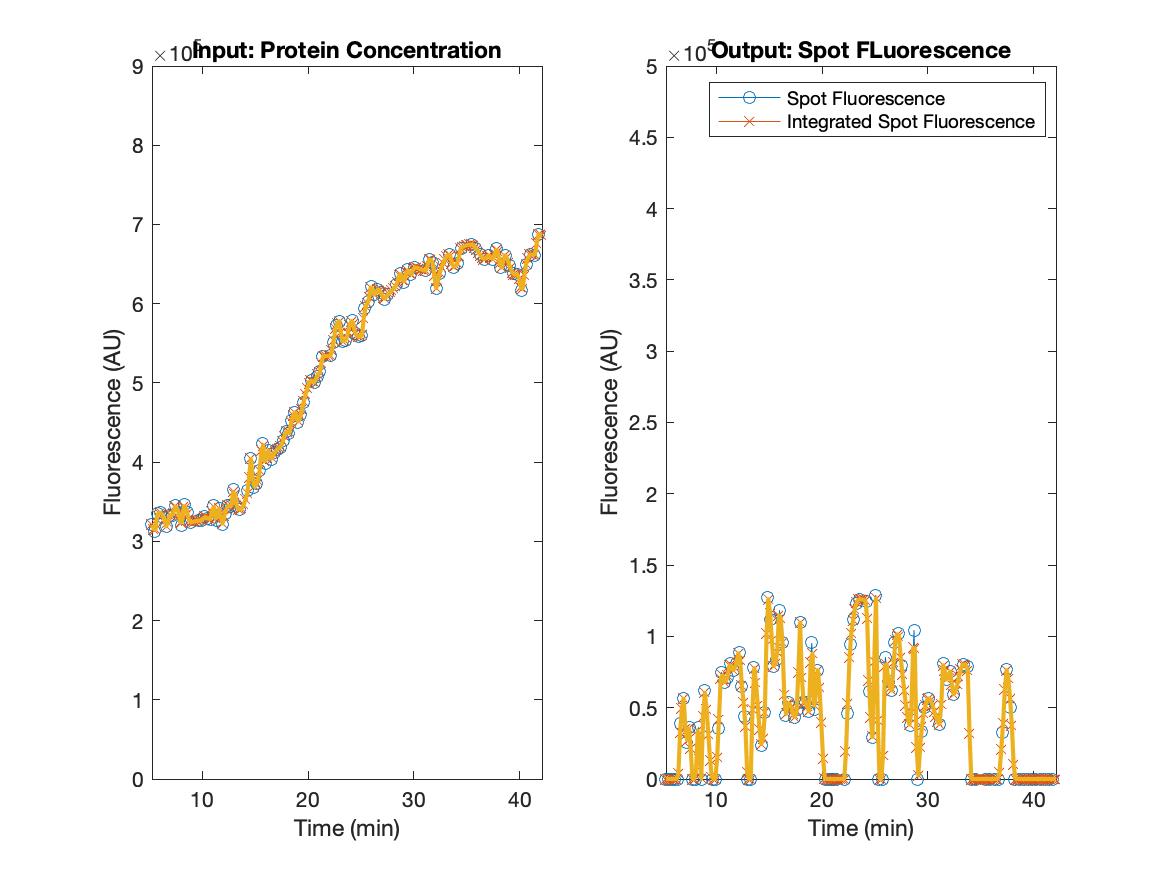 ×10⁵
Input: Protein Concentration
9
8
7
6
5
4
3
2
1
0
Fluorescence (AU)
10 20 30 40
Time (min)
×10⁵
Output: Spot FLuorescence
Spot Fluorescence
Integrated Spot Fluorescence
5
4.5
4
3.5
3
2.5
2
1.5
1
0.5
0
Fluorescence (AU)
10 20 30 40
Time (min)